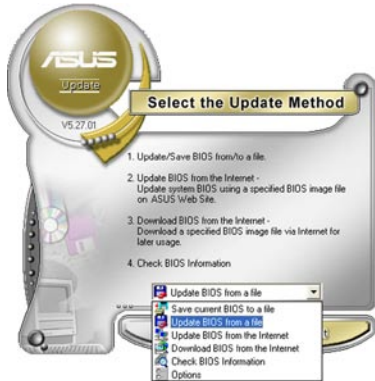 ASUS
Update
V5.27.01
Select the Update Method
1. Update/Save BIOS from/to a file.
2. Update BIOS from the Internet -
Update system BIOS using a specified BIOS image file
on ASUS Web Site.
3. Download BIOS from the Internet -
Download a specified BIOS image file via Internet for
later usage.
4. Check BIOS Information
Update BIOS from a file
Save current BIOS to a file
Update BIOS from a file
Update BIOS from the Internet
Download BIOS from the Internet
Check BIOS Information
Options